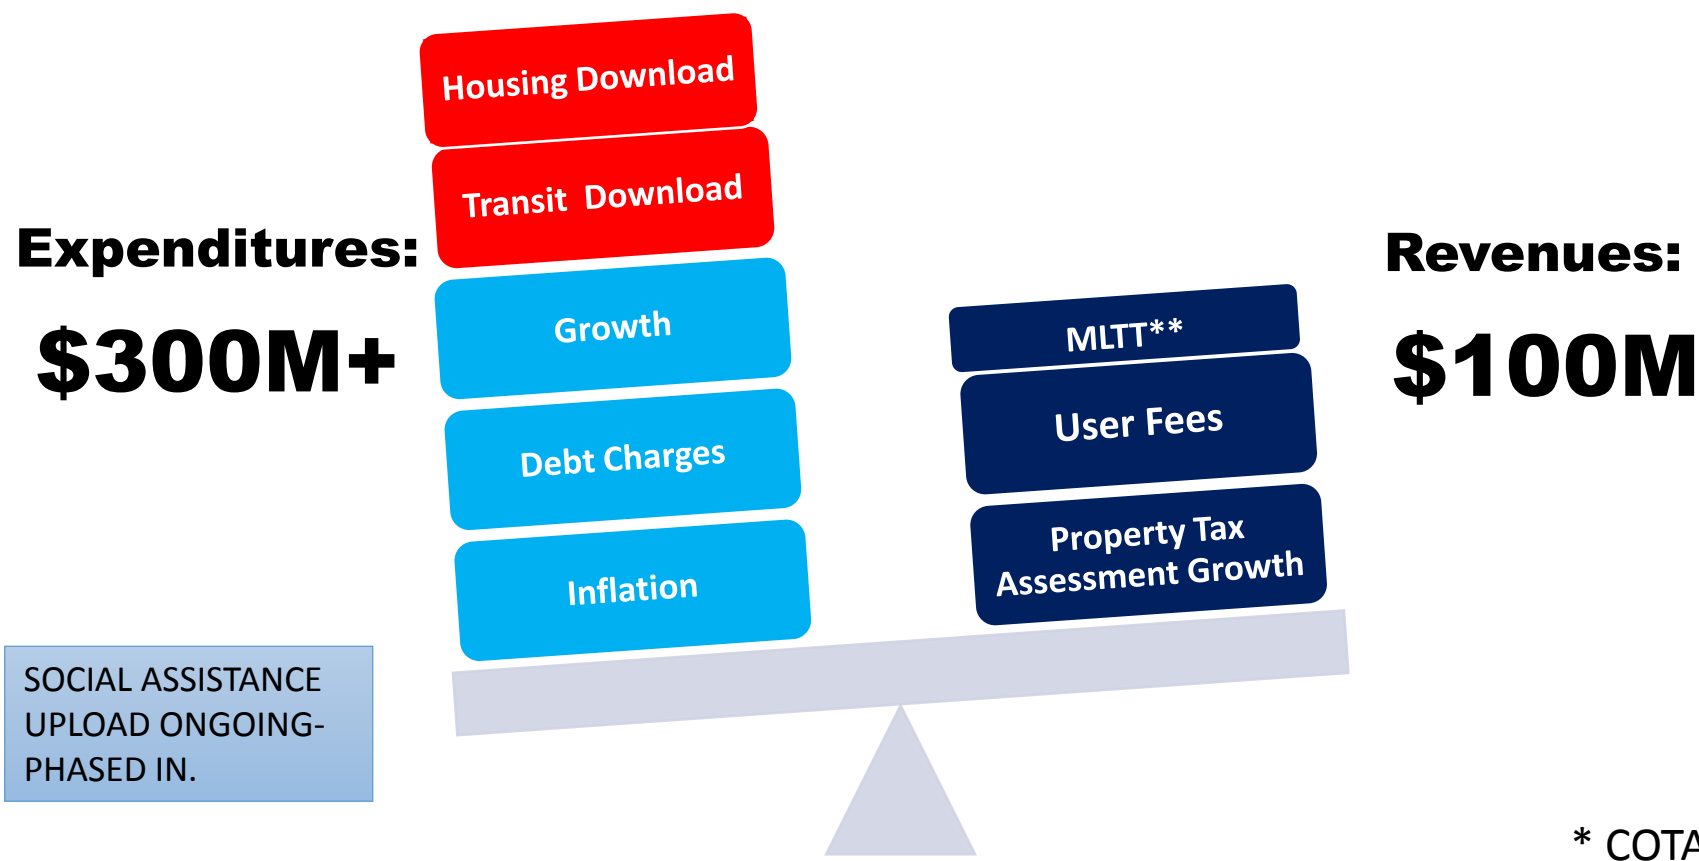 Housing Download
Transit Download
Expenditures:
$300M+
Growth
Debt Charges
Inflation
SOCIAL ASSISTANCE
UPLOAD ONGOING-
PHASED IN.
MLTT**
User Fees
Property Tax
Assessment Growth
Revenues:
$100M
* COTA